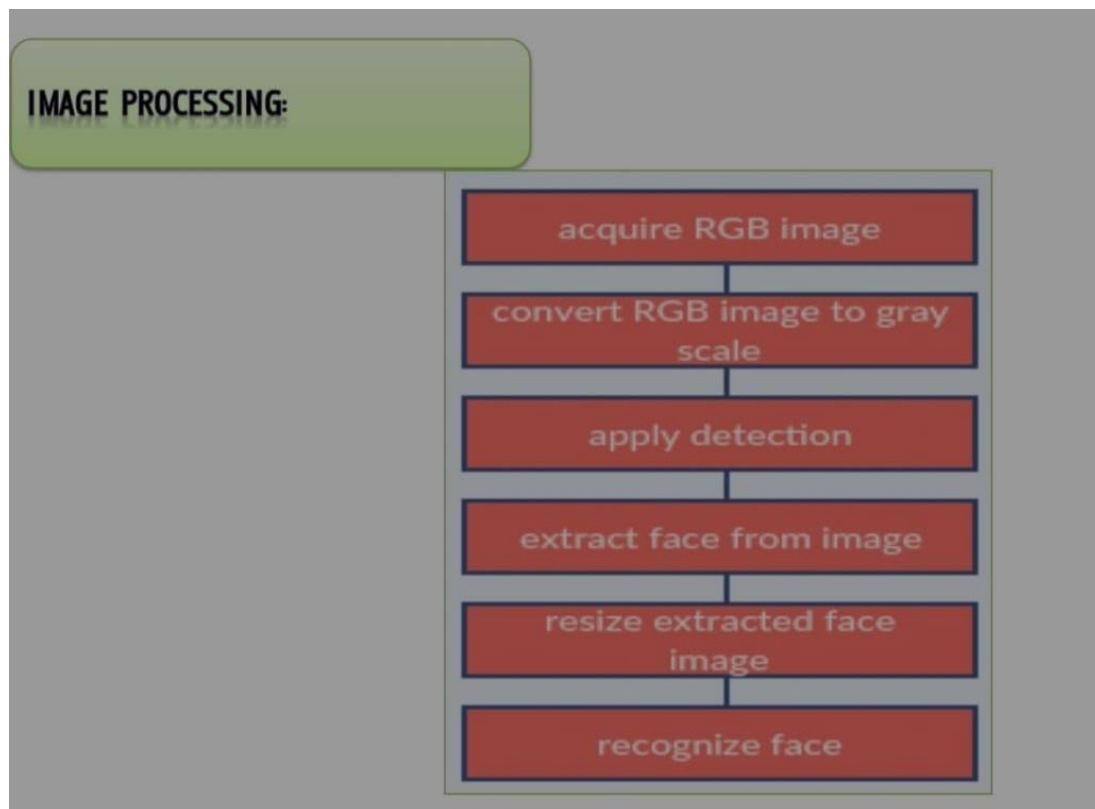 IMAGE PROCESSING:
acquire RGB image
convert RGB image to gray
scale
apply detection
extract face from image
resize extracted face
image
recognize face